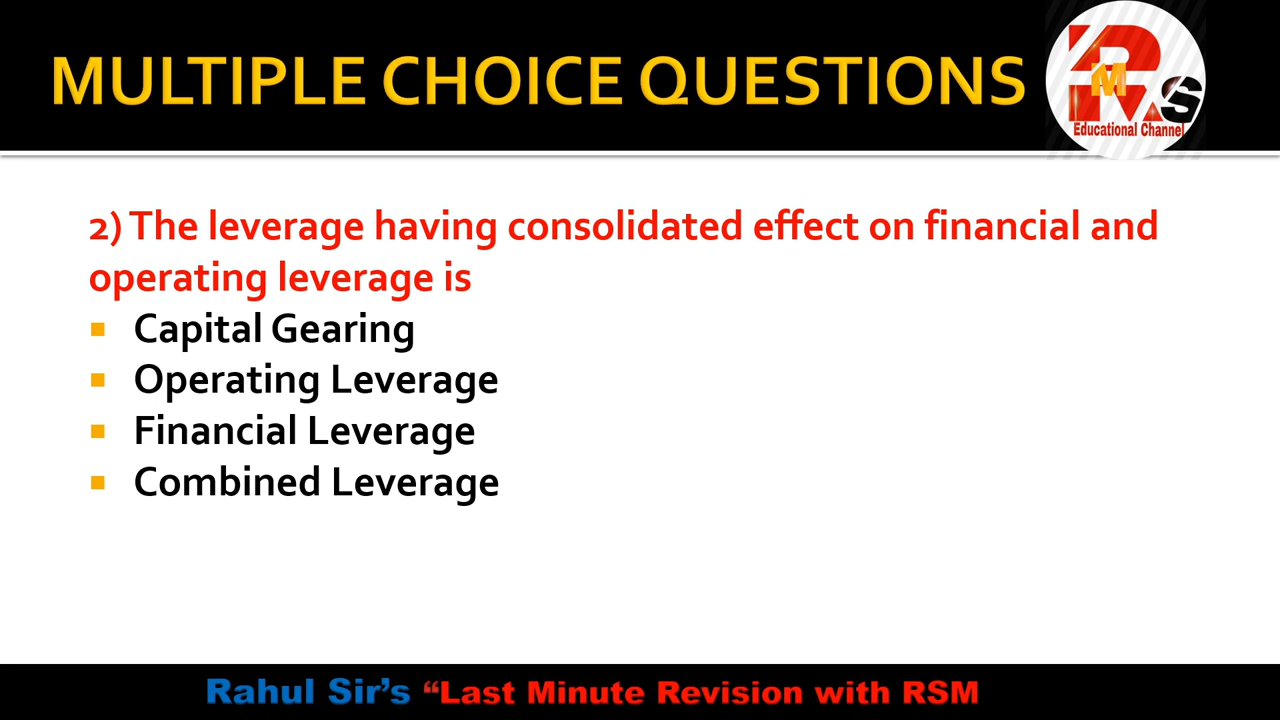 MULTIPLE CHOICE QUESTIONS
RMS
Educational Channel
2) The leverage having consolidated effect on financial and
operating leverage is
Capital Gearing
Operating Leverage
Financial Leverage
Combined Leverage
Rahul Sir's "Last Minute Revision with RSM